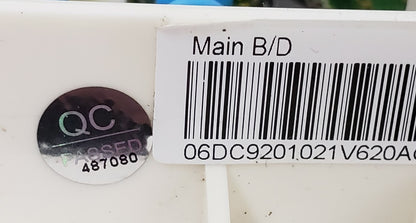 Main B/D
QC
PASSED
487080
06DC9201021V620A